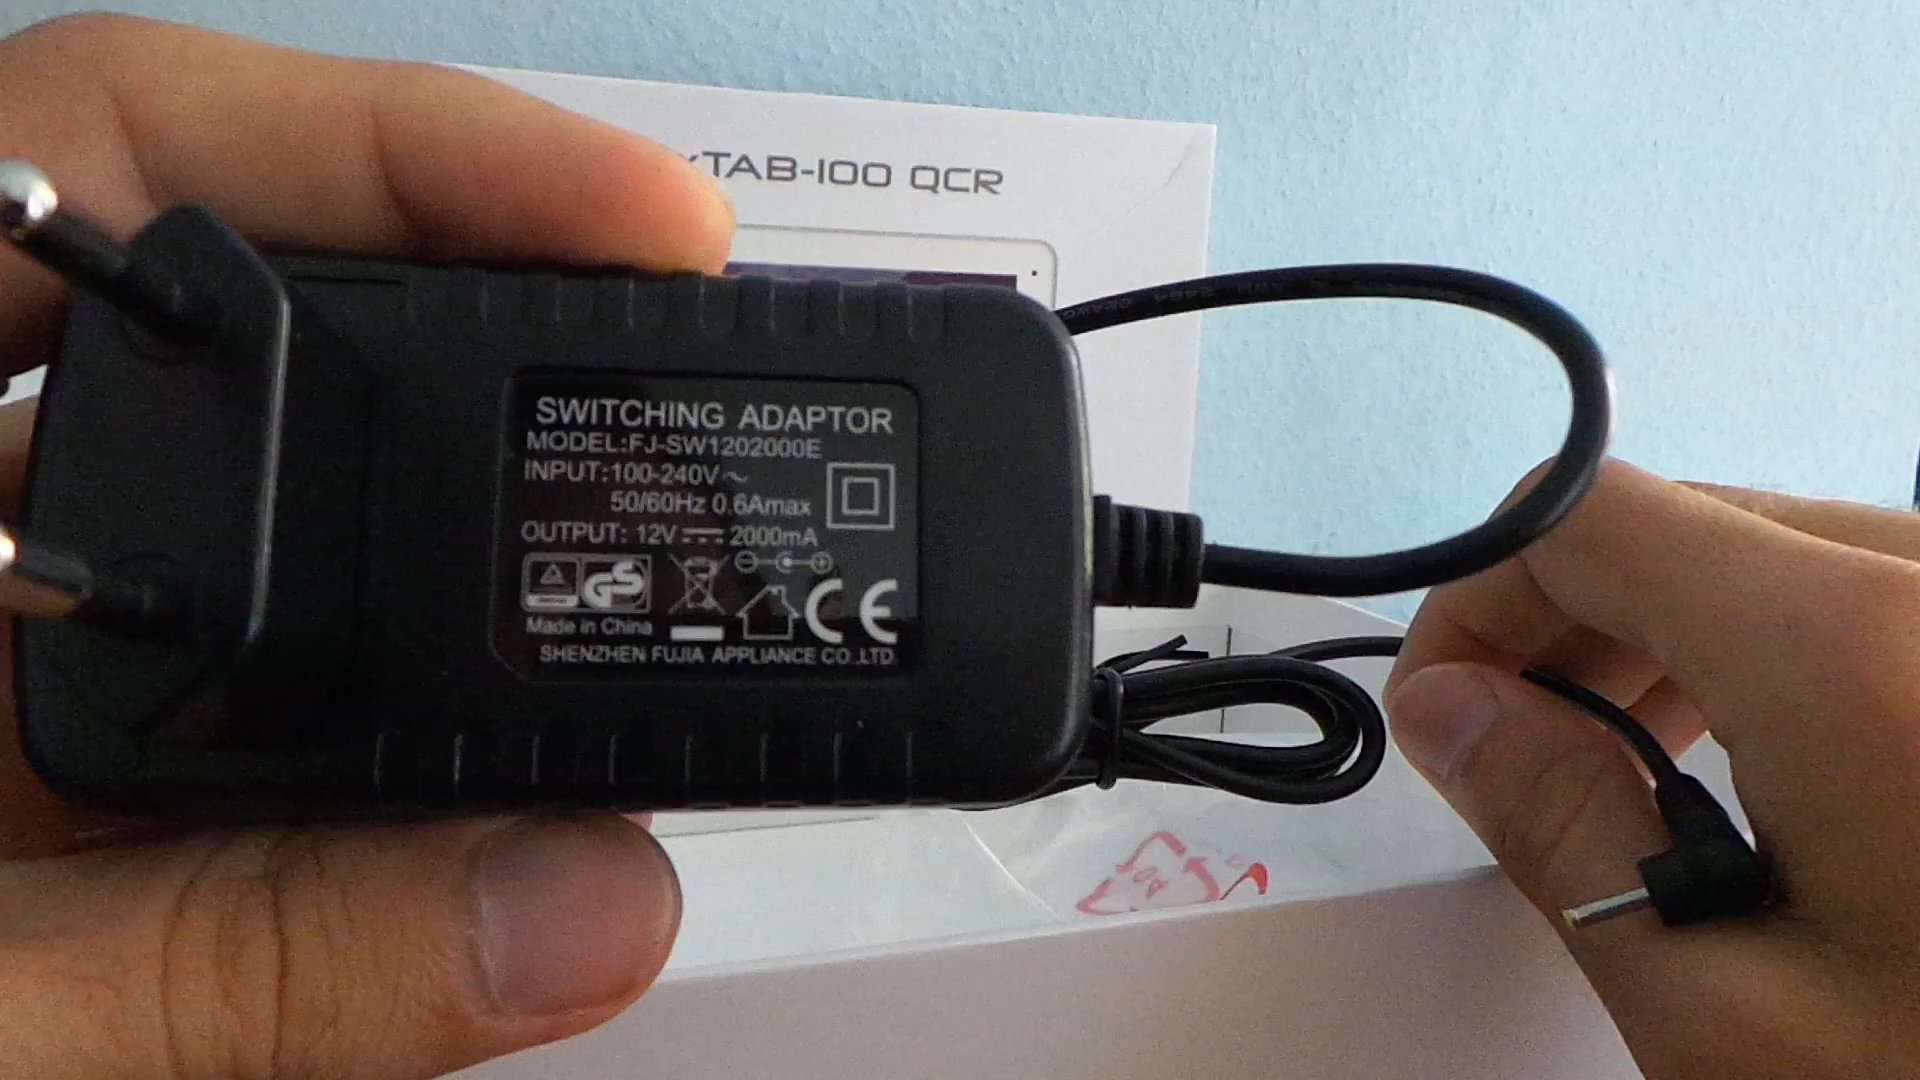 TAB-100 QCR
SWITCHING ADAPTOR
MODEL:FJ-SW1202000E
INPUT:100-240V~
50/60Hz 0.6Amax
OUTPUT: 12V⎓2000mA
GS
CE
Made in China
SHENZHEN FUJIA APPLIANCE CO.,LTD.